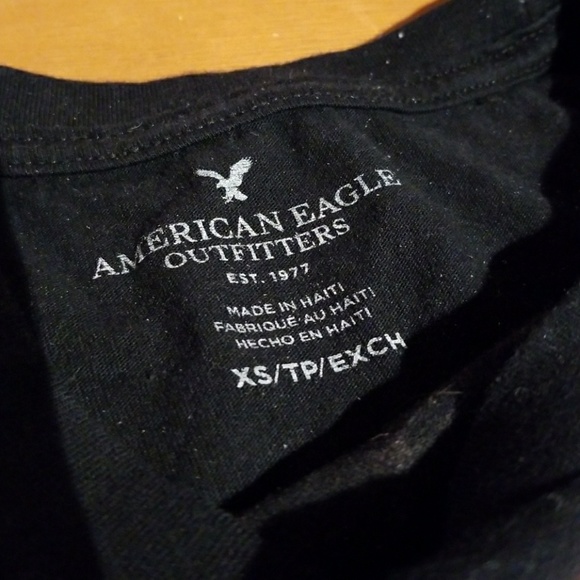 AMERICAN EAGLE
OUTFITTERS
EST. 1977
MADE IN HAITI
FABRIQUÉ AU HAITI
HECHO EN HAITI
XS/TP/EXCH